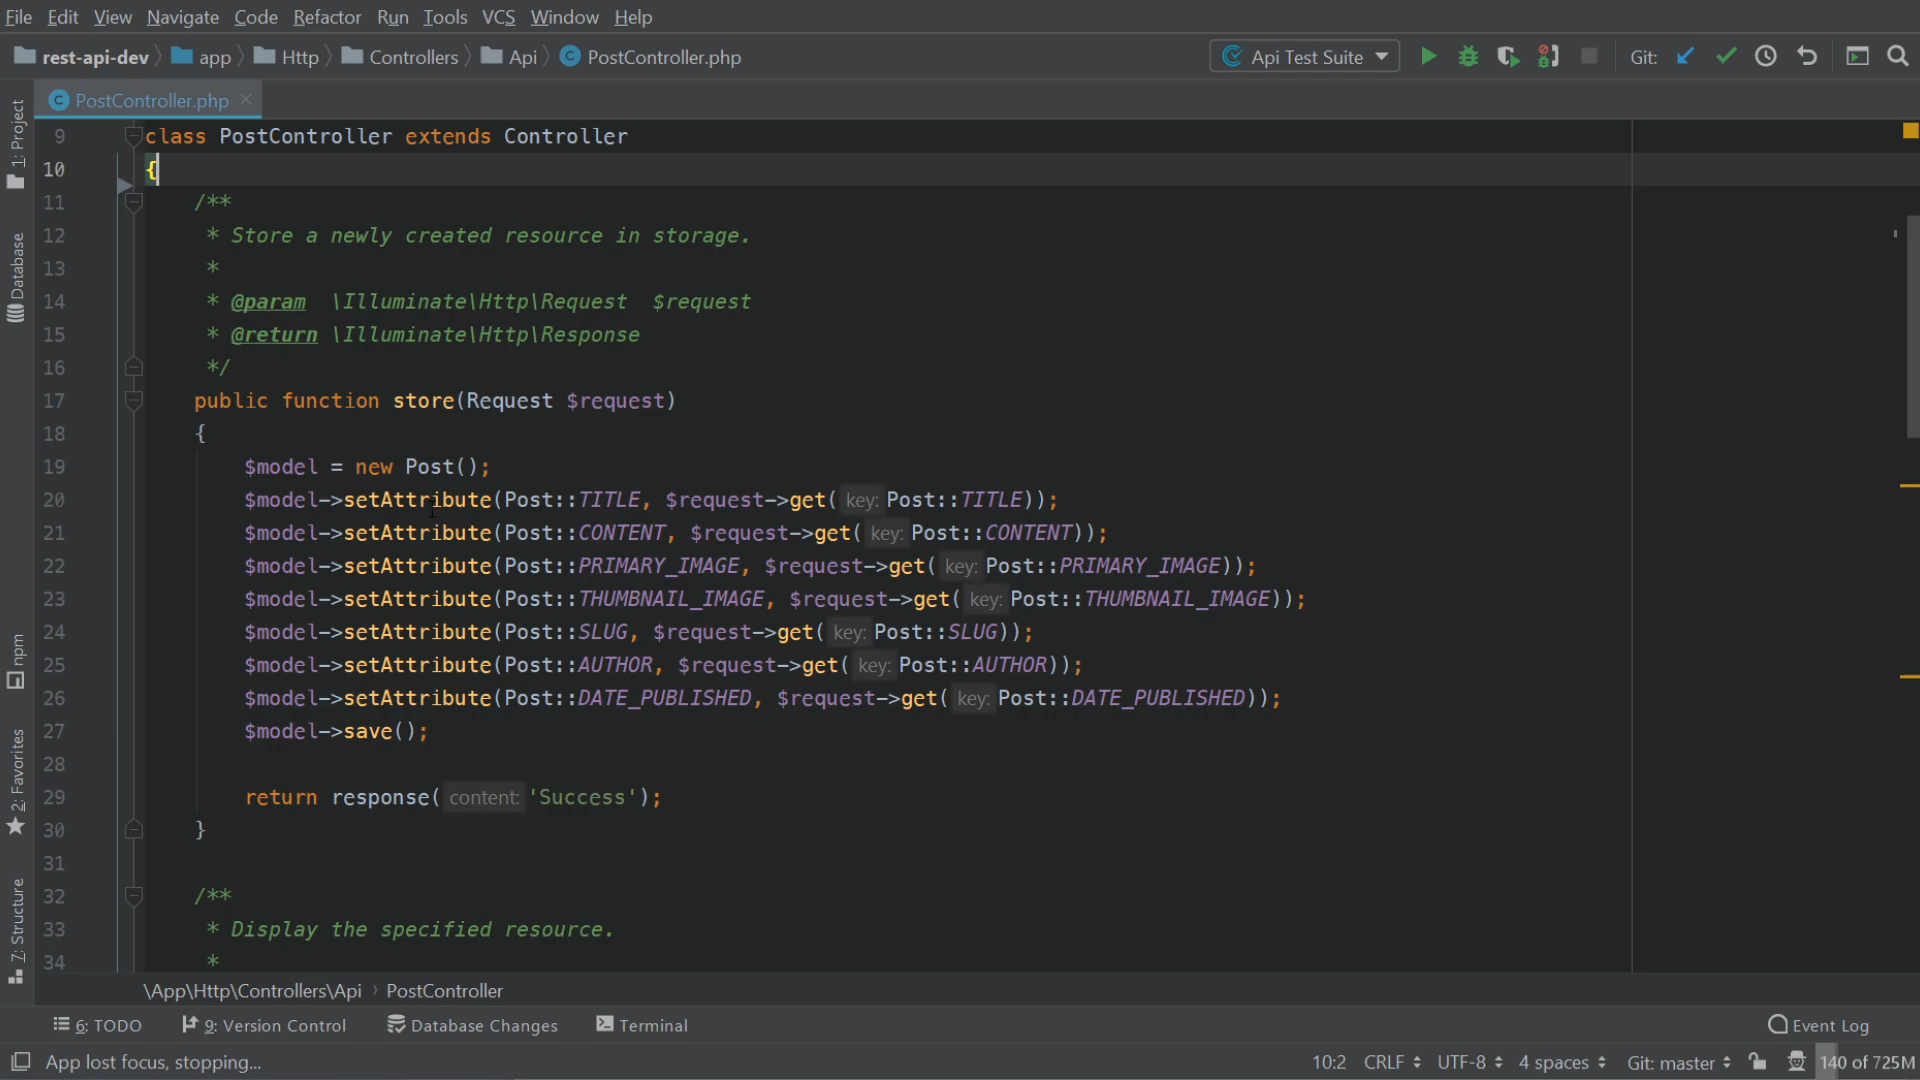 File Edit View Navigate Code Refactor Run Tools VCS Window Help
rest-api-dev app Http Controllers Api PostController.php Api Test Suite Git:
PostController.php
1: Project
Database
npm
2: Favorites
7: Structure
9 class PostController extends Controller
10 {
11 /**
12 * Store a newly created resource in storage.
13 *
14 * @param \Illuminate\Http\Request $request
15 * @return \Illuminate\Http\Response
16 */
17 public function store(Request $request)
18 {
19 $model = new Post();
20 $model->setAttribute(Post::TITLE, $request->get( key: Post::TITLE));
21 $model->setAttribute(Post::CONTENT, $request->get( key: Post::CONTENT));
22 $model->setAttribute(Post::PRIMARY_IMAGE, $request->get( key: Post::PRIMARY_IMAGE));
23 $model->setAttribute(Post::THUMBNAIL_IMAGE, $request->get( key: Post::THUMBNAIL_IMAGE));
24 $model->setAttribute(Post::SLUG, $request->get( key: Post::SLUG));
25 $model->setAttribute(Post::AUTHOR, $request->get( key: Post::AUTHOR));
26 $model->setAttribute(Post::DATE_PUBLISHED, $request->get( key: Post::DATE_PUBLISHED));
27 $model->save();
28
29 return response( content: 'Success');
30 }
31
32 /**
33 * Display the specified resource.
34 *
\App\Http\Controllers\Api › PostController
6: TODO 9: Version Control Database Changes Terminal Event Log
App lost focus, stopping... 10:2 CRLF UTF-8 4 spaces Git: master 140 of 725M